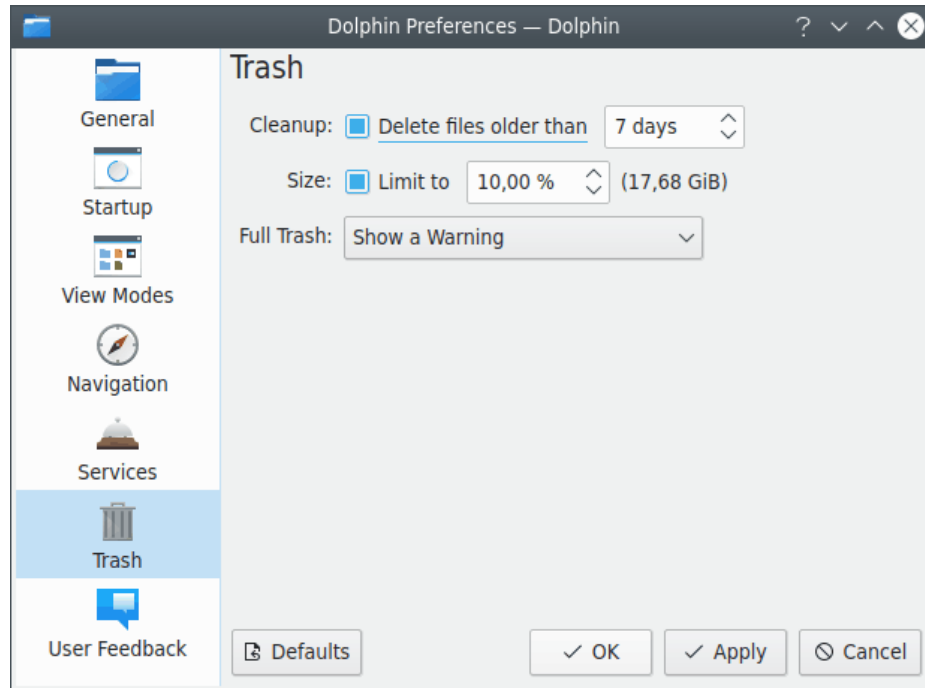 Dolphin Preferences — Dolphin
General
Startup
View Modes
Navigation
Services
Trash
User Feedback
Trash
Cleanup: Delete files older than 7 days
Size: Limit to 10,00 % (17,68 GiB)
Full Trash: Show a Warning
Defaults OK Apply Cancel